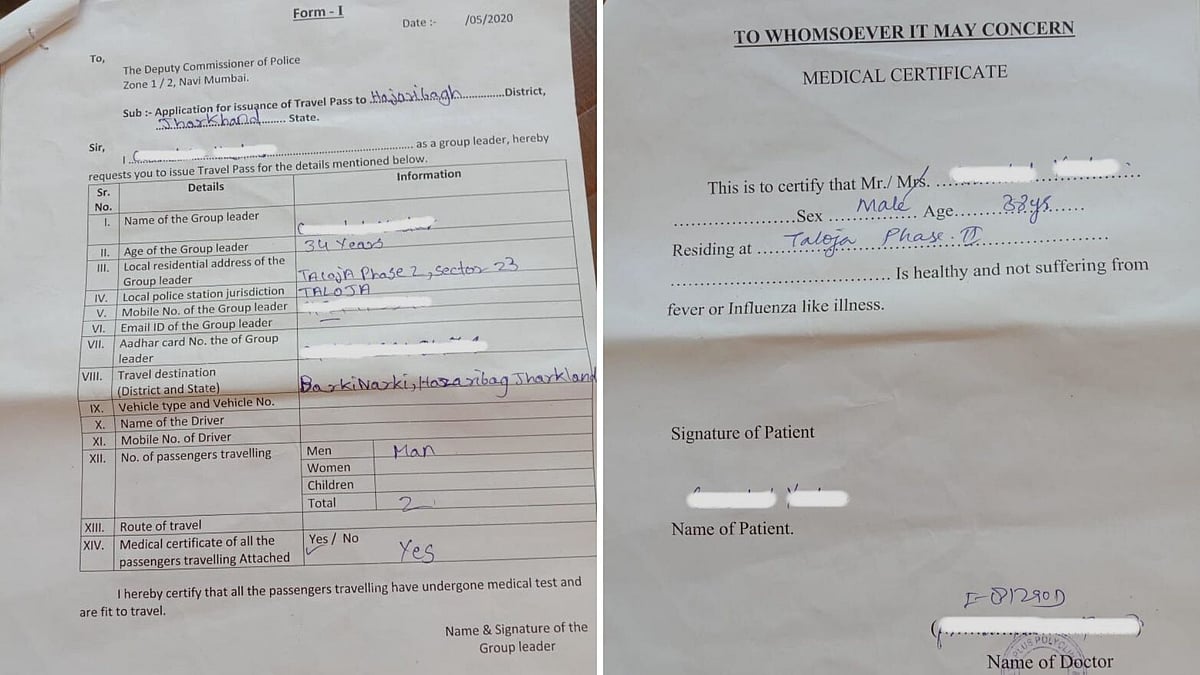 Form - I
Date :- /05/2020
To,
The Deputy Commissioner of Police
Zone 1 / 2, Navi Mumbai.
Sub :- Application for issuance of Travel Pass to Hajaribagh..............District,
Jharkhand........ State.
Sir,
I .................................................. as a group leader, hereby
requests you to issue Travel Pass for the details mentioned below.
Sr. No. Details Information
I. Name of the Group leader
II. Age of the Group leader 34 Years
III. Local residential address of the Group leader TAlojA Phase 2, sector 23
IV. Local police station jurisdiction TALOJA
V. Mobile No. of the Group leader
VI. Email ID of the Group leader —
VII. Aadhar card No. the of Group leader
VIII. Travel destination (District and State) BarkiNarki, Hazaribag Jharkland
IX. Vehicle type and Vehicle No.
X. Name of the Driver
XI. Mobile No. of Driver
XII. No. of passengers travelling Men Man
Women
Children
Total 2
XIII. Route of travel
XIV. Medical certificate of all the passengers travelling Attached Yes / No Yes
I hereby certify that all the passengers travelling have undergone medical test and
are fit to travel.
Name & Signature of the
Group leader
TO WHOMSOEVER IT MAY CONCERN
MEDICAL CERTIFICATE
This is to certify that Mr./ Mrs. ..............................
......................Sex Male Age........
Residing at .... Taloja Phase. II ......................
.................................. Is healthy and not suffering from
fever or Influenza like illness.
Signature of Patient
Name of Patient.
I-81290D
PLUS POLYCLINIC
Name of Doctor